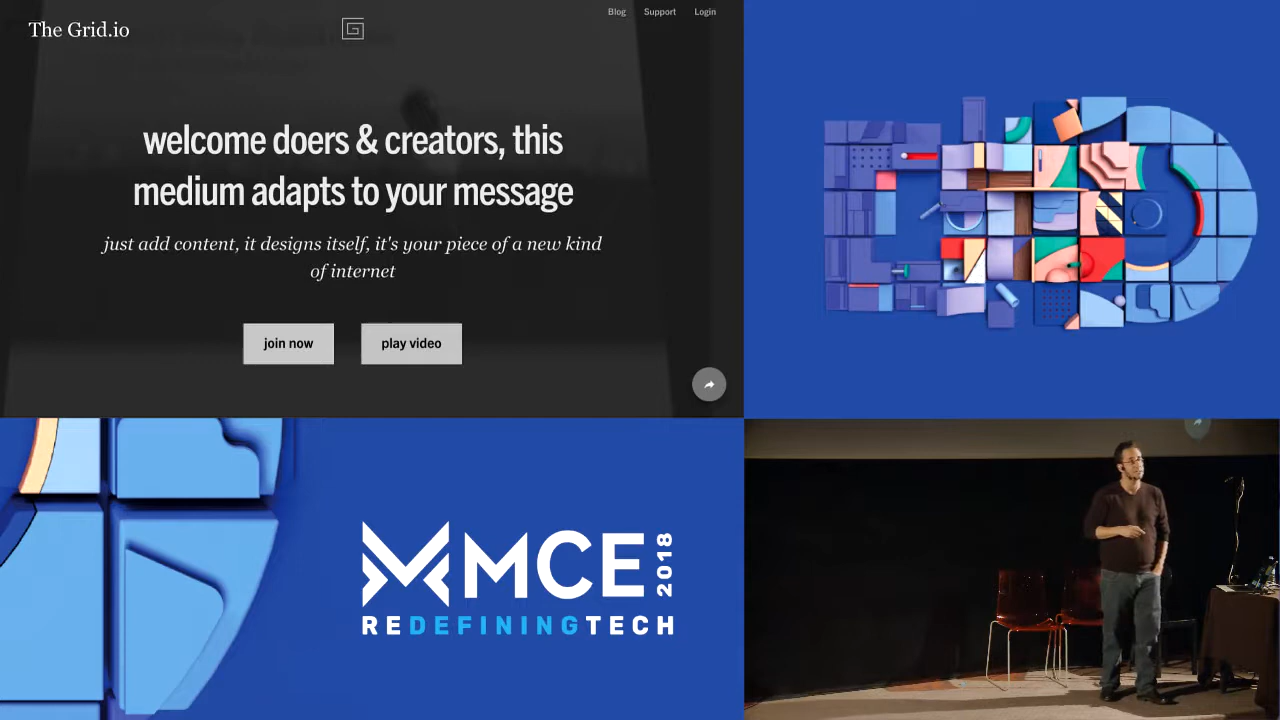 Blog Support Login
The Grid.io
welcome doers & creators, this
medium adapts to your message
just add content, it designs itself, it's your piece of a new kind
of internet
join now play video
MCE 2018
REDEFININGTECH